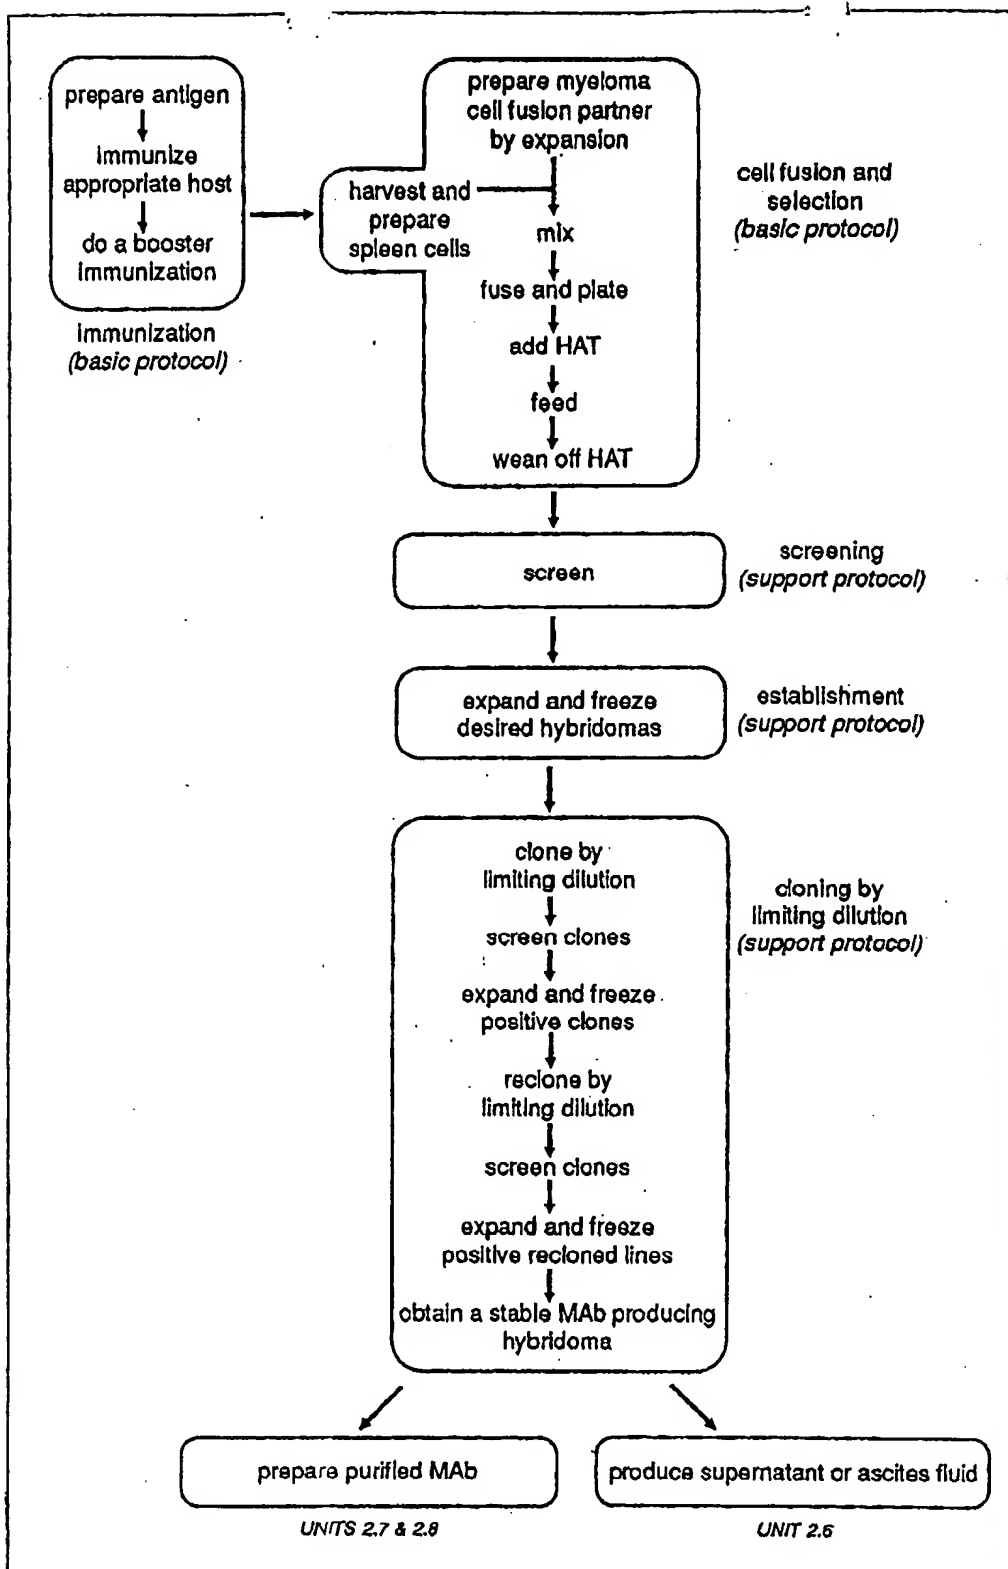 prepare antigen
immunize
appropriate host
do a booster
immunization
immunization
(basic protocol)
prepare myeloma
cell fusion partner
by expansion
harvest and
prepare
spleen cells
mix
fuse and plate
add HAT
feed
wean off HAT
cell fusion and
selection
(basic protocol)
screen
screening
(support protocol)
expand and freeze
desired hybridomas
establishment
(support protocol)
clone by
limiting dilution
screen clones
expand and freeze
positive clones
reclone by
limiting dilution
screen clones
expand and freeze
positive recloned lines
obtain a stable MAb producing
hybridoma
cloning by
limiting dilution
(support protocol)
prepare purified MAb
UNITS 2.7 & 2.8
produce supernatant or ascites fluid
UNIT 2.6